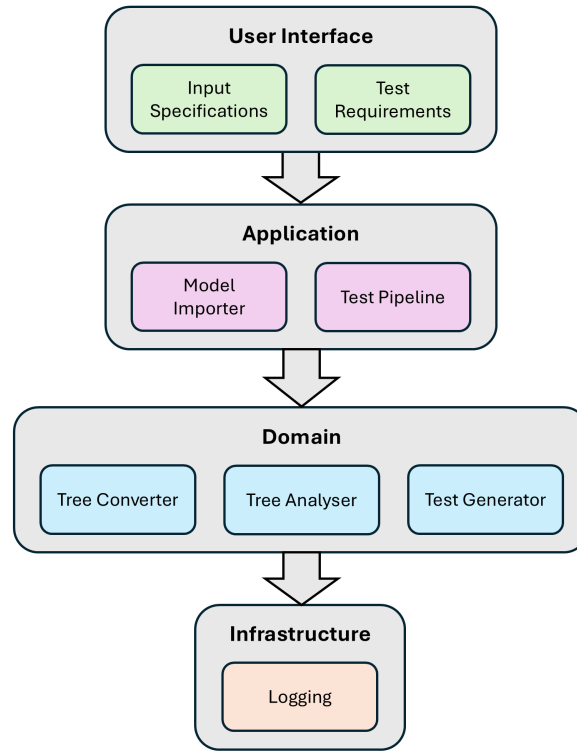 User Interface
Input
Specifications
Test
Requirements
Application
Model
Importer
Test Pipeline
Domain
Tree Converter
Tree Analyser
Test Generator
Infrastructure
Logging